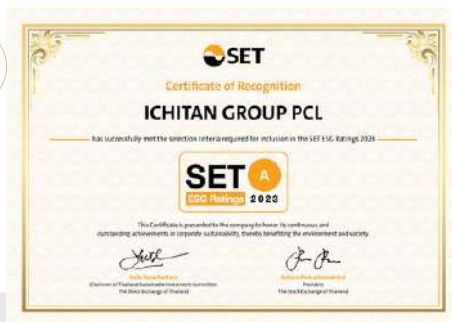 SET
Certificate of Recognition
ICHITAN GROUP PCL
has successfully met the selection criteria required for inclusion in the SET ESG Ratings 2023
SET A
ESG Ratings 2023
This Certificate is presented to the company to honor its continuous and
outstanding achievements in corporate sustainability, thereby benefiting the environment and society.
President
The Stock Exchange of Thailand
The Stock Exchange of Thailand